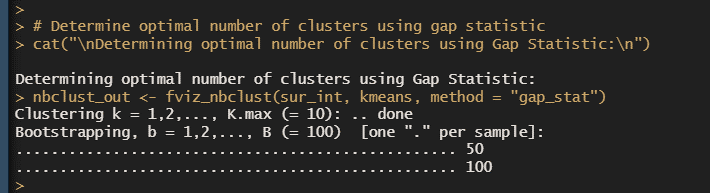 >
> # Determine optimal number of clusters using gap statistic
> cat("\nDetermining optimal number of clusters using Gap Statistic:\n")
Determining optimal number of clusters using Gap Statistic:
> nbclust_out <- fviz_nbclust(sur_int, kmeans, method = "gap_stat")
Clustering k = 1,2,..., K.max (= 10): .. done
Bootstrapping, b = 1,2,..., B (= 100)  [one "." per sample]:
.................................................. 50
.................................................. 100
>